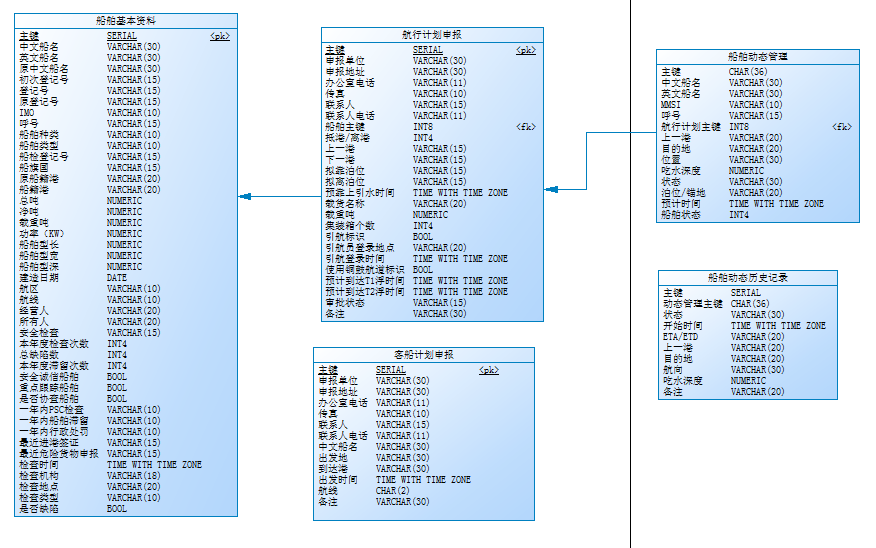 船舶基本资料
主键 SERIAL <pk>
中文船名 VARCHAR(30)
英文船名 VARCHAR(30)
原中文船名 VARCHAR(30)
初次登记号 VARCHAR(15)
登记号 VARCHAR(15)
原登记号 VARCHAR(15)
IMO VARCHAR(10)
呼号 VARCHAR(15)
船舶种类 VARCHAR(10)
船舶类型 VARCHAR(10)
船检登记号 VARCHAR(15)
船旗国 VARCHAR(15)
原船籍港 VARCHAR(20)
船籍港 VARCHAR(20)
总吨 NUMERIC
净吨 NUMERIC
载重吨 NUMERIC
功率（KW） NUMERIC
船舶型长 NUMERIC
船舶型宽 NUMERIC
船舶型深 NUMERIC
建造日期 DATE
航区 VARCHAR(10)
航线 VARCHAR(10)
经营人 VARCHAR(20)
所有人 VARCHAR(20)
安全检查 VARCHAR(15)
本年度检查次数 INT4
总缺陷数 INT4
本年度滞留次数 INT4
安全诚信船舶 BOOL
重点跟踪船舶 BOOL
是否协查船舶 BOOL
一年内PSC检查 VARCHAR(10)
一年内船舶滞留 VARCHAR(10)
一年内行政处罚 VARCHAR(10)
最近进港签证 VARCHAR(15)
最近危险货物申报 VARCHAR(15)
检查时间 TIME WITH TIME ZONE
检查机构 VARCHAR(18)
检查地点 VARCHAR(20)
检查类型 VARCHAR(10)
是否缺陷 BOOL
航行计划申报
主键 SERIAL <pk>
申报单位 VARCHAR(30)
申报地址 VARCHAR(30)
办公室电话 VARCHAR(11)
传真 VARCHAR(10)
联系人 VARCHAR(15)
联系人电话 VARCHAR(11)
船舶主键 INT8 <fk>
抵港/离港 INT4
上一港 VARCHAR(15)
下一港 VARCHAR(15)
拟靠泊位 VARCHAR(15)
拟离泊位 VARCHAR(15)
预靠上引水时间 TIME WITH TIME ZONE
载货名称 VARCHAR(20)
载重吨 NUMERIC
集装箱个数 INT4
引航标识 BOOL
引航员登录地点 VARCHAR(20)
引航登录时间 TIME WITH TIME ZONE
使用铜鼓航道标识 BOOL
预计到达T1浮时间 TIME WITH TIME ZONE
预计到达T2浮时间 TIME WITH TIME ZONE
审批状态 VARCHAR(15)
备注 VARCHAR(30)
客船计划申报
主键 SERIAL <pk>
申报单位 VARCHAR(30)
申报地址 VARCHAR(30)
办公室电话 VARCHAR(11)
传真 VARCHAR(10)
联系人 VARCHAR(15)
联系人电话 VARCHAR(11)
中文船名 VARCHAR(30)
出发地 VARCHAR(30)
到达港 VARCHAR(30)
出发时间 TIME WITH TIME ZONE
航线 CHAR(2)
备注 VARCHAR(30)
船舶动态管理
主键 CHAR(36)
中文船名 VARCHAR(30)
英文船名 VARCHAR(30)
MMSI VARCHAR(10)
呼号 VARCHAR(15)
航行计划主键 INT8 <fk>
上一港 VARCHAR(20)
目的地 VARCHAR(20)
位置 VARCHAR(30)
吃水深度 NUMERIC
状态 VARCHAR(30)
泊位/锚地 VARCHAR(20)
预计时间 TIME WITH TIME ZONE
船舶状态 INT4
船舶动态历史记录
主键 SERIAL
动态管理主键 CHAR(36)
状态 VARCHAR(30)
开始时间 TIME WITH TIME ZONE
ETA/ETD VARCHAR(20)
上一港 VARCHAR(20)
目的地 VARCHAR(20)
航向 VARCHAR(30)
吃水深度 NUMERIC
备注 VARCHAR(20)